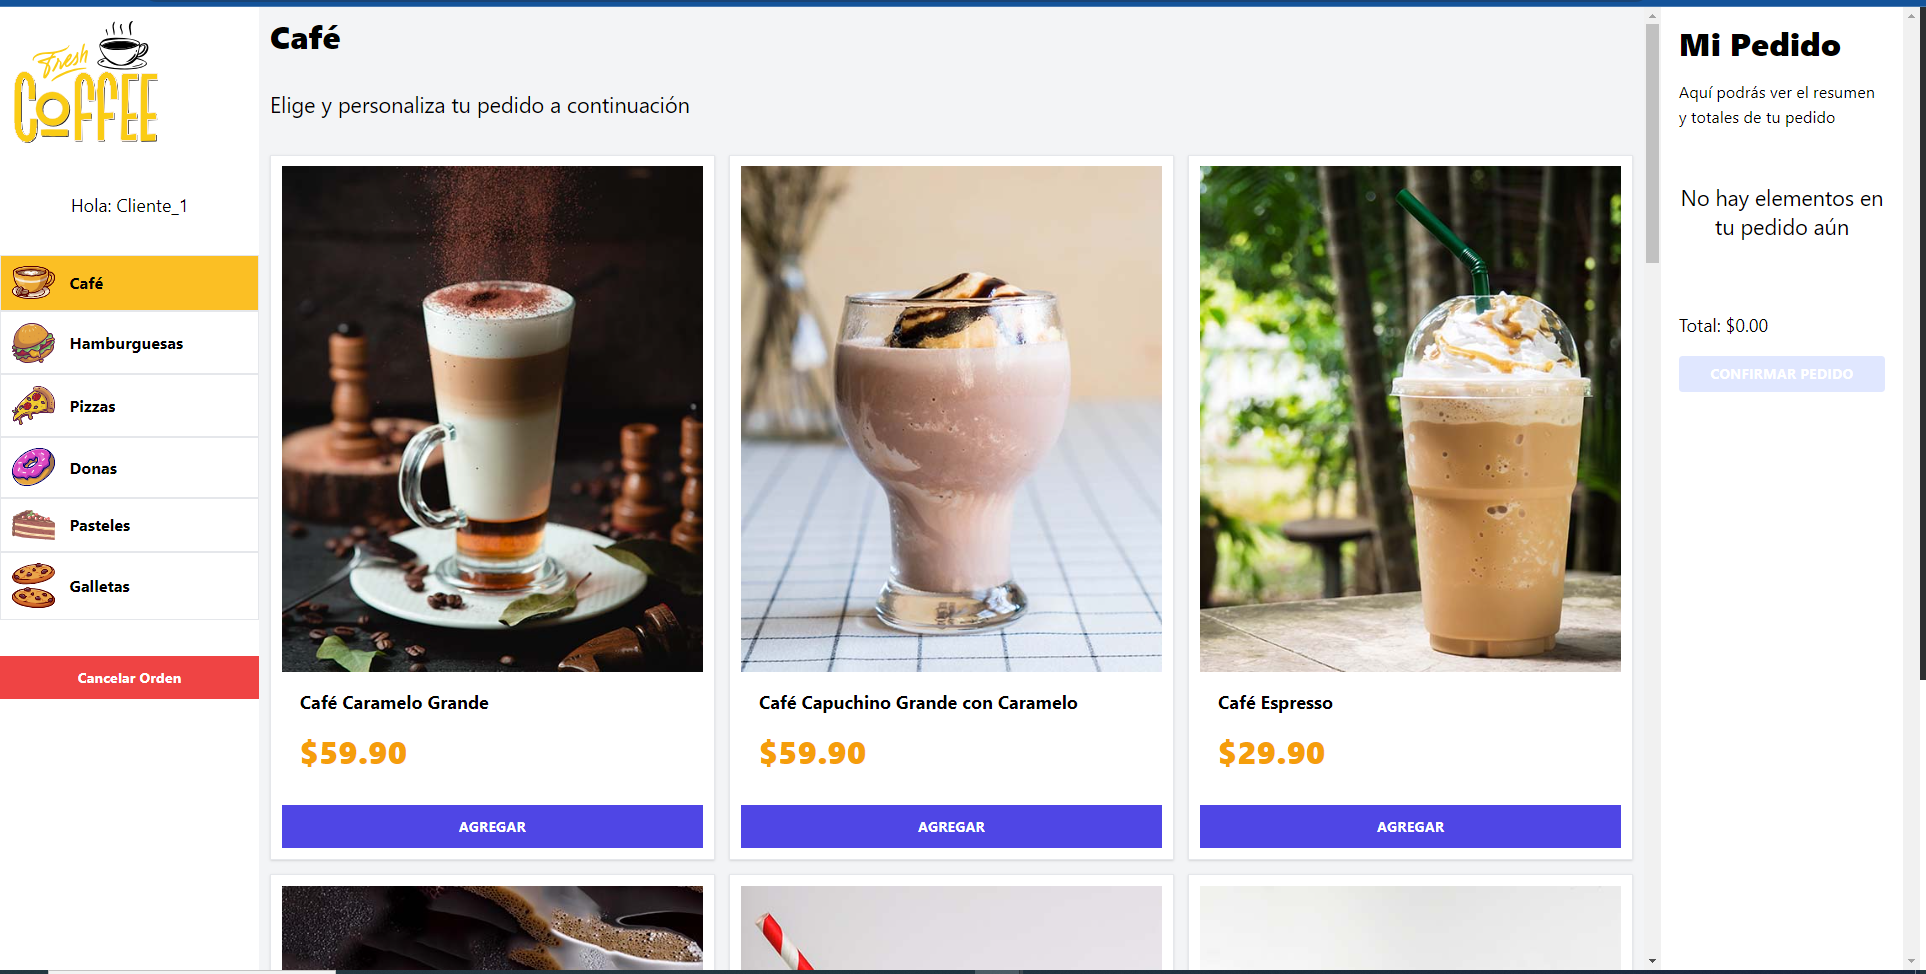 Fresh
COFFEE
Hola: Cliente_1
Café
Hamburguesas
Pizzas
Donas
Pasteles
Galletas
Cancelar Orden
Café
Elige y personaliza tu pedido a continuación
Café Caramelo Grande
$59.90
AGREGAR
Café Capuchino Grande con Caramelo
$59.90
AGREGAR
Café Espresso
$29.90
AGREGAR
Mi Pedido
Aquí podrás ver el resumen
y totales de tu pedido
No hay elementos en
tu pedido aún
Total: $0.00
CONFIRMAR PEDIDO